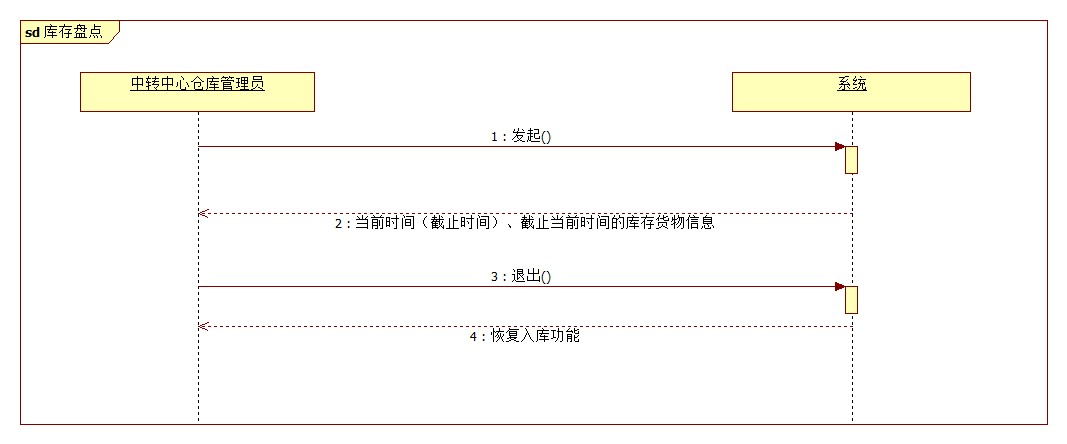 sd 库存盘点
中转中心仓库管理员
系统
1 : 发起()
2 : 当前时间（截止时间）、截止当前时间的库存货物信息
3 : 退出()
4 : 恢复入库功能